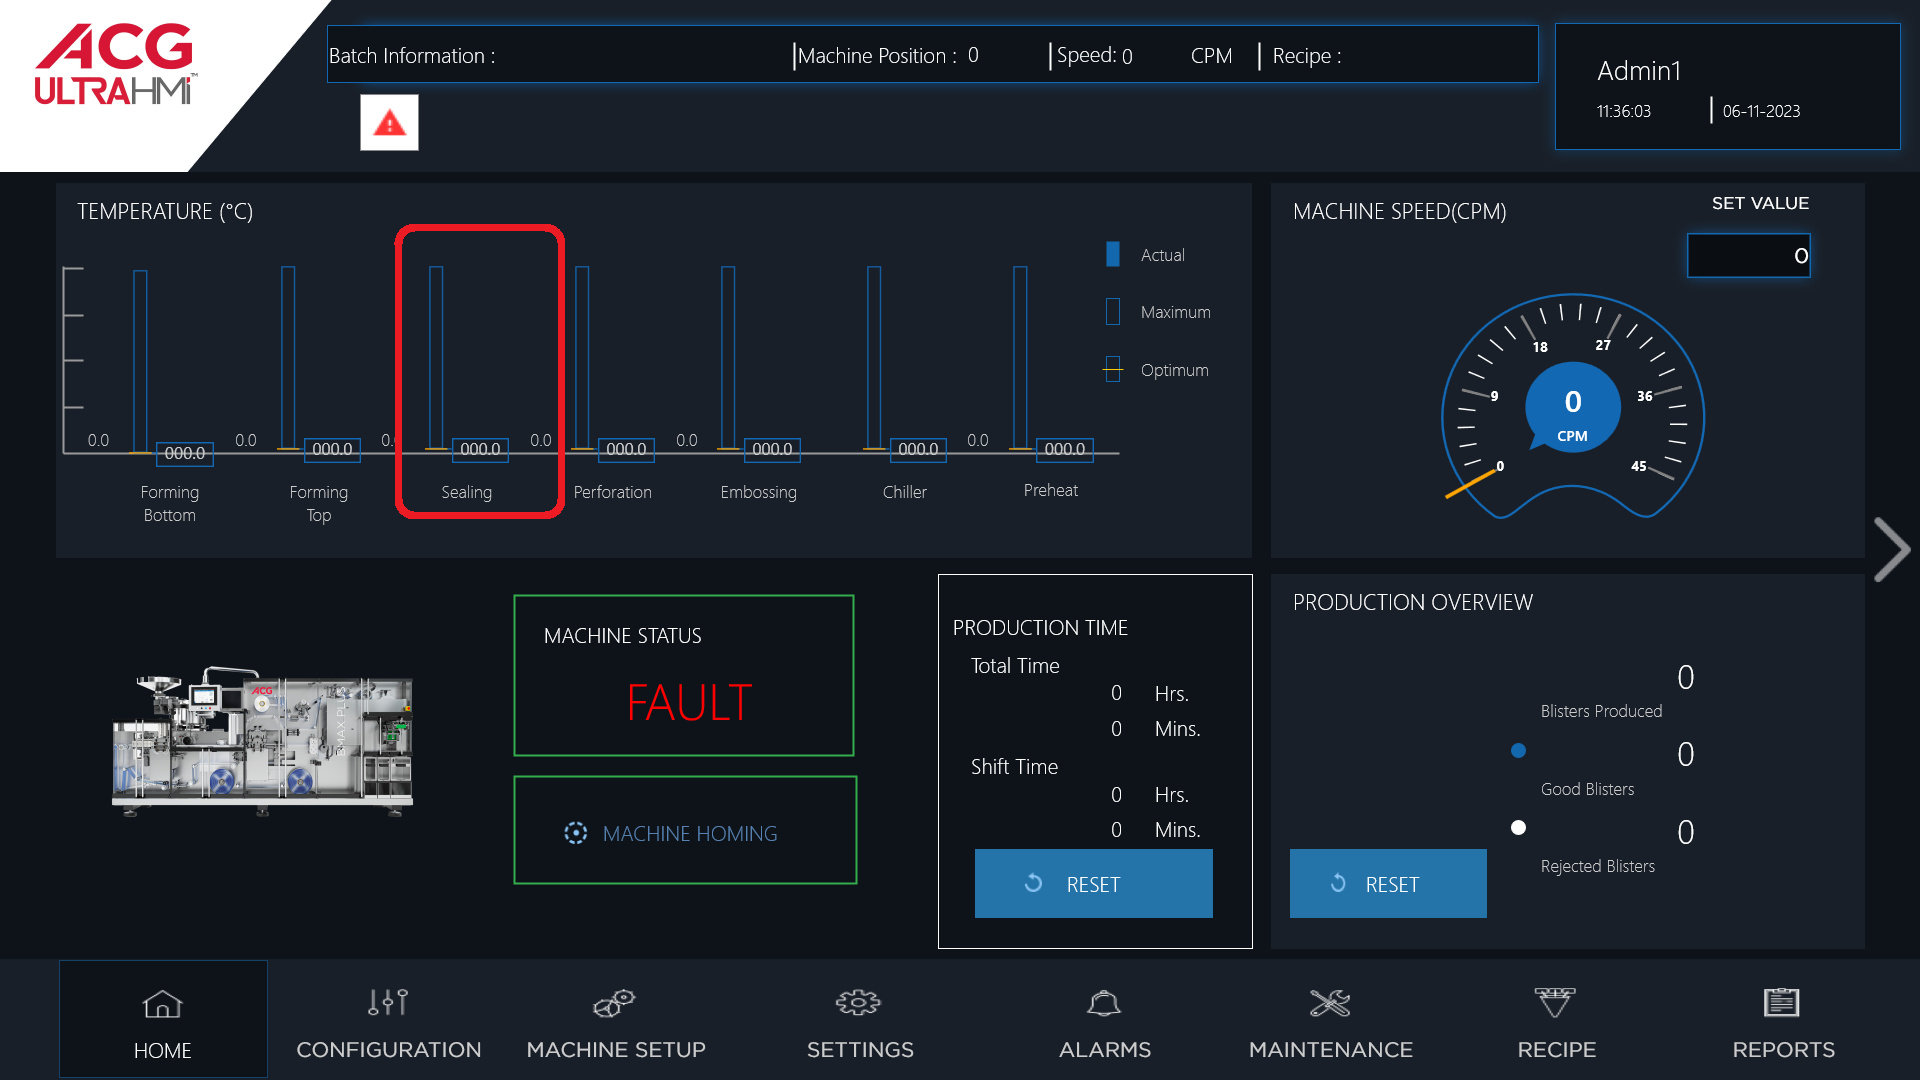 ACG
ULTRAHMi™
Batch Information :
Machine Position : 0
Speed: 0 CPM
Recipe :
Admin1
11:36:03
06-11-2023
TEMPERATURE (°C)
Actual
Maximum
Optimum
0.0 000.0 0.0 000.0 0.0 000.0 0.0 000.0 0.0 000.0 000.0 0.0 000.0
Forming
Bottom
Forming
Top
Sealing
Perforation
Embossing
Chiller
Preheat
MACHINE SPEED(CPM)
SET VALUE
0
0
9
18
27
36
45
0
CPM
ACG
BMAX PLUS
MACHINE STATUS
FAULT
MACHINE HOMING
PRODUCTION TIME
Total Time
0 Hrs.
0 Mins.
Shift Time
0 Hrs.
0 Mins.
RESET
PRODUCTION OVERVIEW
0
Blisters Produced
0
Good Blisters
0
Rejected Blisters
RESET
HOME
CONFIGURATION
MACHINE SETUP
SETTINGS
ALARMS
MAINTENANCE
RECIPE
REPORTS